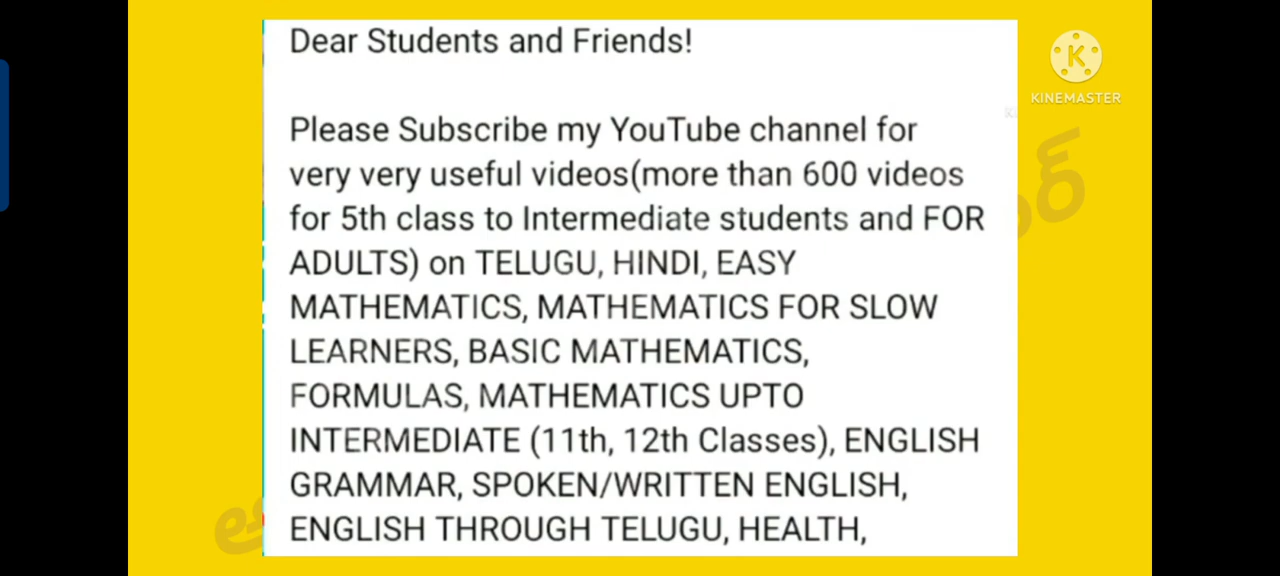 Dear Students and Friends!
Please Subscribe my YouTube channel for
very very useful videos(more than 600 videos
for 5th class to Intermediate students and FOR
ADULTS) on TELUGU, HINDI, EASY
MATHEMATICS, MATHEMATICS FOR SLOW
LEARNERS, BASIC MATHEMATICS,
FORMULAS, MATHEMATICS UPTO
INTERMEDIATE (11th, 12th Classes), ENGLISH
GRAMMAR, SPOKEN/WRITTEN ENGLISH,
ENGLISH THROUGH TELUGU, HEALTH,
K
KINEMASTER